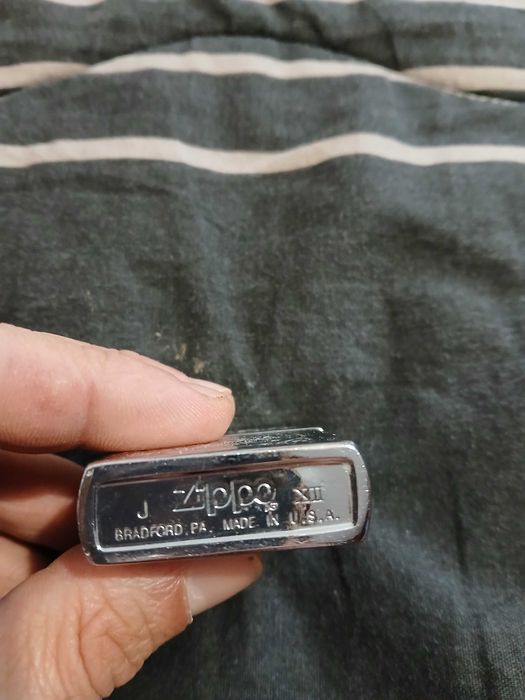 J Zippo XII
BRADFORD, PA. MADE IN U.S.A.